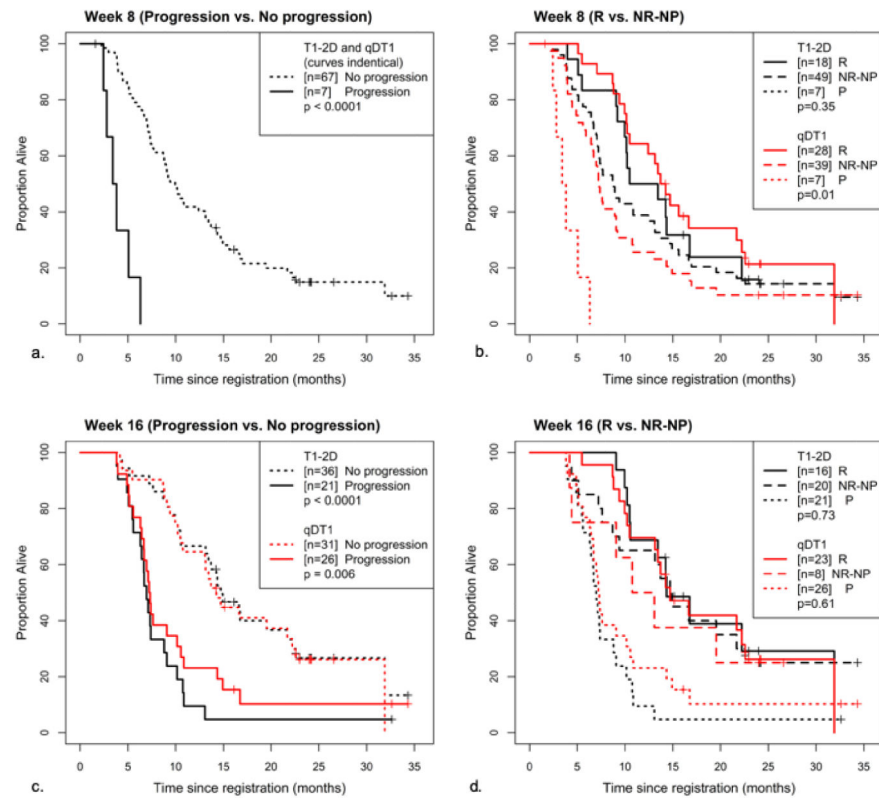 Week 8 (Progression vs. No progression)
T1-2D and qDT1
(curves indentical)
[n=67] No progression
[n=7] Progression
p < 0.0001
Proportion Alive
0 20 40 60 80 100
0 5 10 15 20 25 30 35
Time since registration (months)
a.
Week 8 (R vs. NR-NP)
T1-2D
[n=18] R
[n=49] NR-NP
[n=7] P
p=0.35
qDT1
[n=28] R
[n=39] NR-NP
[n=7] P
p=0.01
Proportion Alive
0 20 40 60 80 100
0 5 10 15 20 25 30 35
Time since registration (months)
b.
Week 16 (Progression vs. No progression)
T1-2D
[n=36] No progression
[n=21] Progression
p < 0.0001
qDT1
[n=31] No progression
[n=26] Progression
p = 0.006
Proportion Alive
0 20 40 60 80 100
0 5 10 15 20 25 30 35
Time since registration (months)
c.
Week 16 (R vs. NR-NP)
T1-2D
[n=16] R
[n=20] NR-NP
[n=21] P
p=0.73
qDT1
[n=23] R
[n=8] NR-NP
[n=26] P
p=0.61
Proportion Alive
0 20 40 60 80 100
0 5 10 15 20 25 30 35
Time since registration (months)
d.